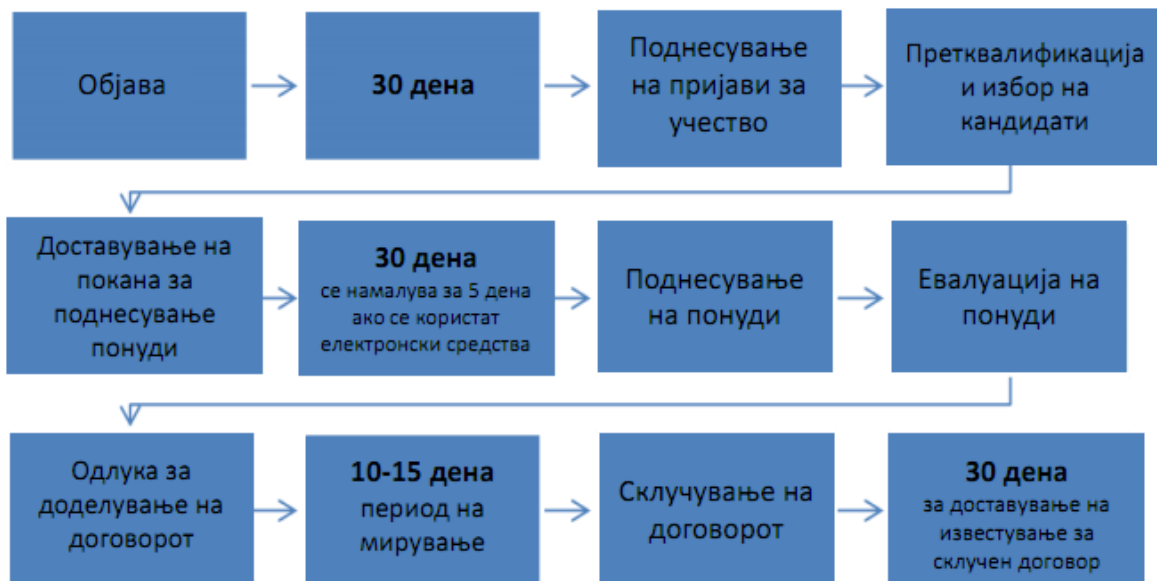 Објава
30 дена
Поднесување
на пријави за
учество
Претквалификација
и избор на
кандидати
Доставување на
покана за
поднесување
понуди
30 дена
се намалува за 5 дена
ако се користат
електронски средства
Поднесување
на понуди
Евалуација на
понуди
Одлука за
доделување на
договорот
10-15 дена
период на
мирување
Склучување на
договорот
30 дена
за доставување на
известување за
склучен договор